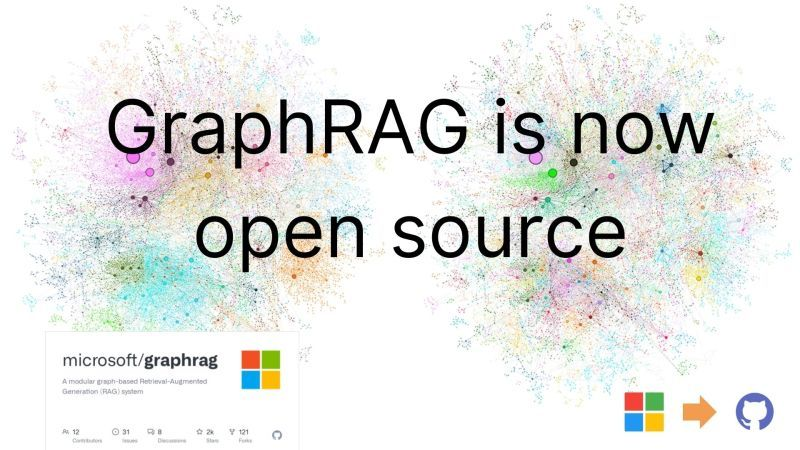 GraphRAG is now
open source
microsoft/graphrag
A modular graph-based Retrieval-Augmented
Generation (RAG) system
12 31 8 2k 121
Contributors Issues Discussions Stars Forks